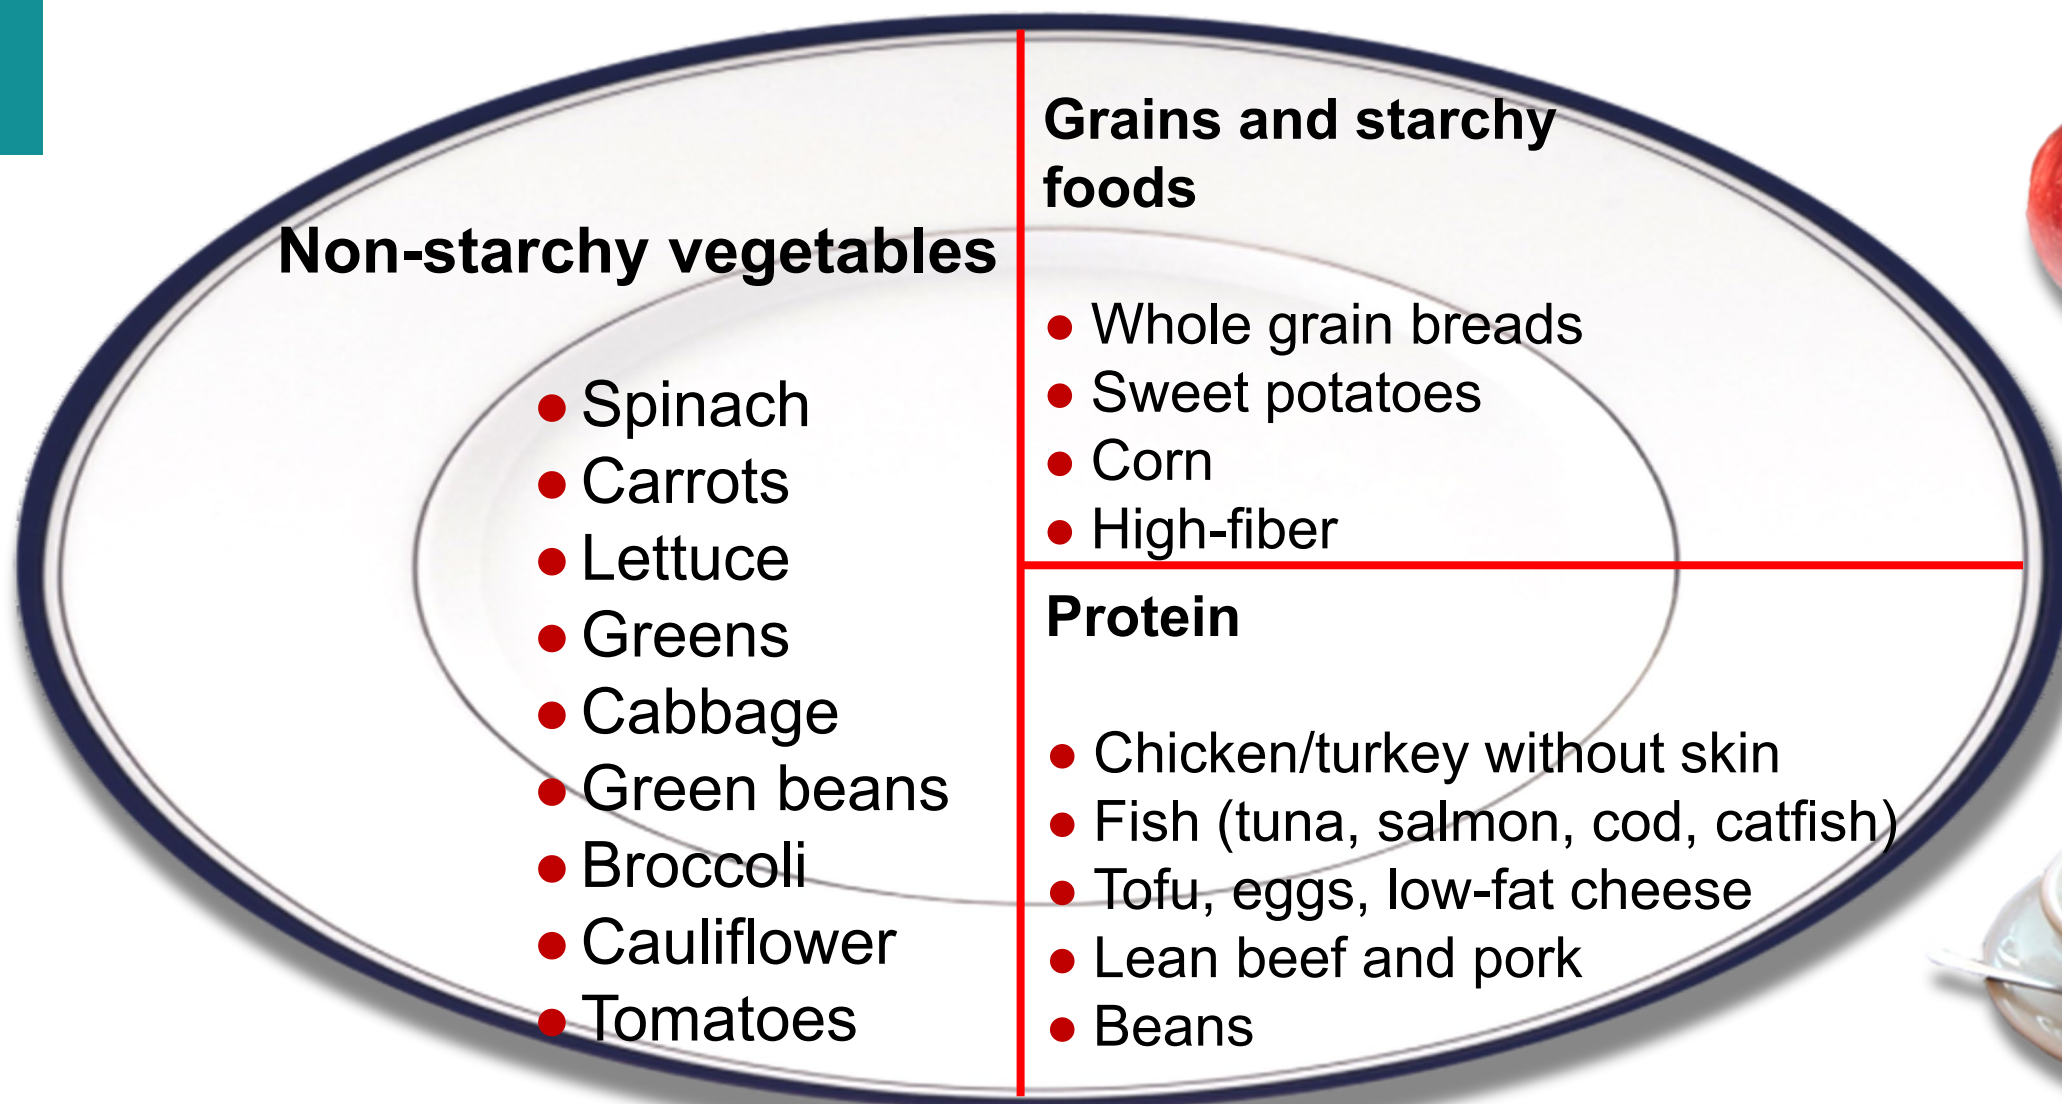 Non-starchy vegetables
● Spinach
● Carrots
● Lettuce
● Greens
● Cabbage
● Green beans
● Broccoli
● Cauliflower
● Tomatoes
Grains and starchy
foods
● Whole grain breads
● Sweet potatoes
● Corn
● High-fiber
Protein
● Chicken/turkey without skin
● Fish (tuna, salmon, cod, catfish)
● Tofu, eggs, low-fat cheese
● Lean beef and pork
● Beans